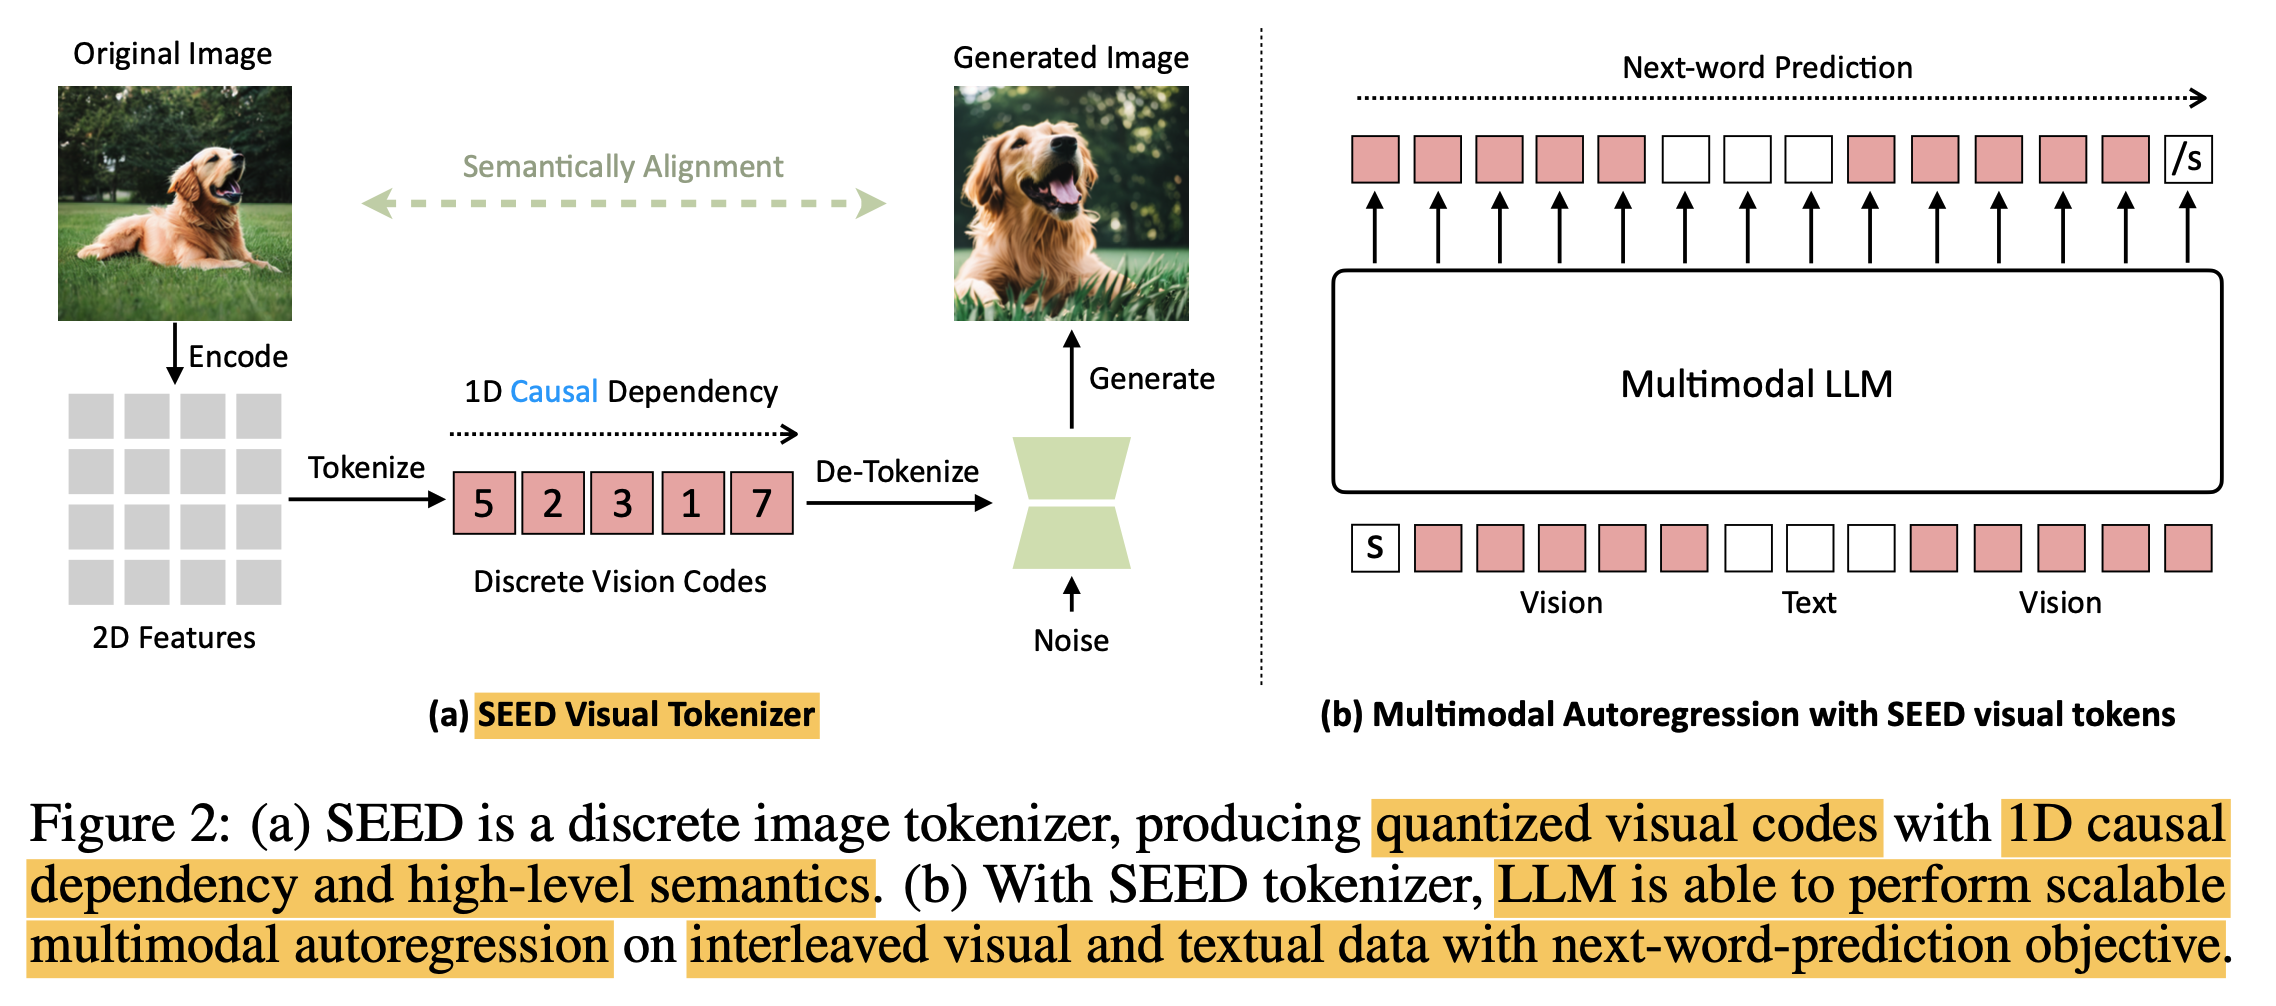 Original Image
Generated Image
Semantically Alignment
Encode
1D Causal Dependency
Generate
Tokenize
5 2 3 1 7
De-Tokenize
Discrete Vision Codes
2D Features
Noise
(a) SEED Visual Tokenizer
Next-word Prediction
/s
Multimodal LLM
S
Vision Text Vision
(b) Multimodal Autoregression with SEED visual tokens
Figure 2: (a) SEED is a discrete image tokenizer, producing quantized visual codes with 1D causal
dependency and high-level semantics. (b) With SEED tokenizer, LLM is able to perform scalable
multimodal autoregression on interleaved visual and textual data with next-word-prediction objective.